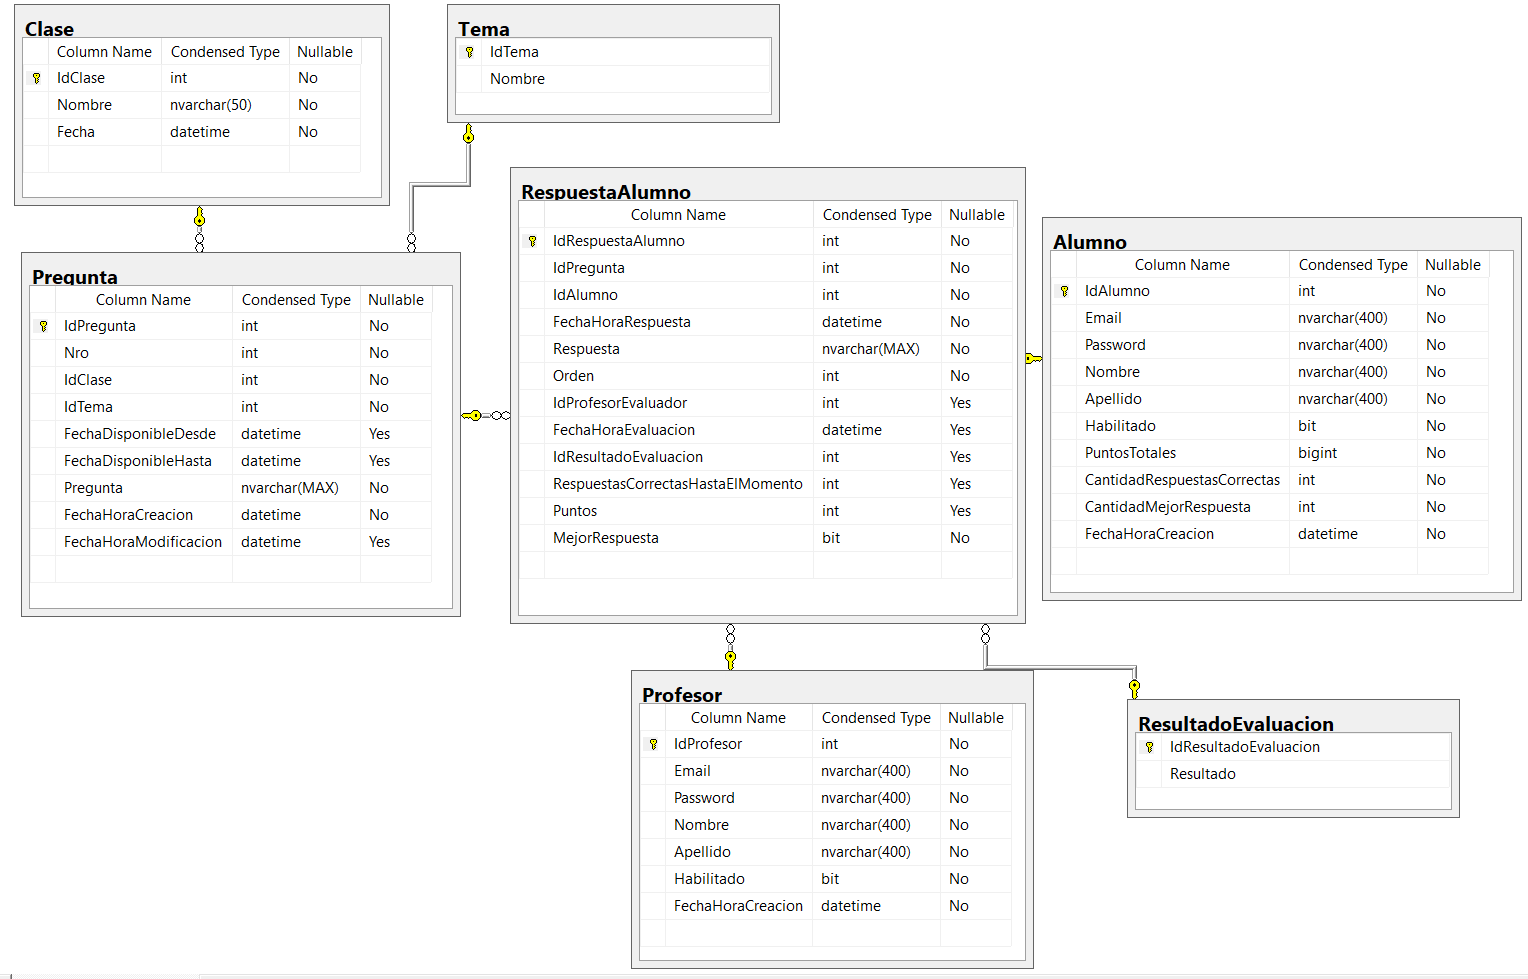 Clase
Column Name Condensed Type Nullable
IdClase int No
Nombre nvarchar(50) No
Fecha datetime No
Tema
IdTema
Nombre
Pregunta
Column Name Condensed Type Nullable
IdPregunta int No
Nro int No
IdClase int No
IdTema int No
FechaDisponibleDesde datetime Yes
FechaDisponibleHasta datetime Yes
Pregunta nvarchar(MAX) No
FechaHoraCreacion datetime No
FechaHoraModificacion datetime Yes
RespuestaAlumno
Column Name Condensed Type Nullable
IdRespuestaAlumno int No
IdPregunta int No
IdAlumno int No
FechaHoraRespuesta datetime No
Respuesta nvarchar(MAX) No
Orden int No
IdProfesorEvaluador int Yes
FechaHoraEvaluacion datetime Yes
IdResultadoEvaluacion int Yes
RespuestasCorrectasHastaElMomento int Yes
Puntos int Yes
MejorRespuesta bit No
Alumno
Column Name Condensed Type Nullable
IdAlumno int No
Email nvarchar(400) No
Password nvarchar(400) No
Nombre nvarchar(400) No
Apellido nvarchar(400) No
Habilitado bit No
PuntosTotales bigint No
CantidadRespuestasCorrectas int No
CantidadMejorRespuesta int No
FechaHoraCreacion datetime No
Profesor
Column Name Condensed Type Nullable
IdProfesor int No
Email nvarchar(400) No
Password nvarchar(400) No
Nombre nvarchar(400) No
Apellido nvarchar(400) No
Habilitado bit No
FechaHoraCreacion datetime No
ResultadoEvaluacion
IdResultadoEvaluacion
Resultado